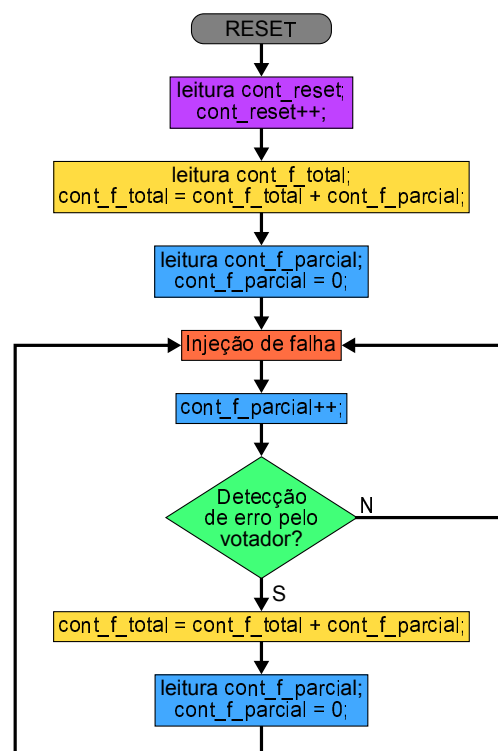 RESET
leitura cont_reset;
cont_reset++;
leitura cont_f_total;
cont_f_total = cont_f_total + cont_f_parcial;
leitura cont_f_parcial;
cont_f_parcial = 0;
Injeção de falha
cont_f_parcial++;
Detecção
de erro pelo
votador?
N
S
cont_f_total = cont_f_total + cont_f_parcial;
leitura cont_f_parcial;
cont_f_parcial = 0;